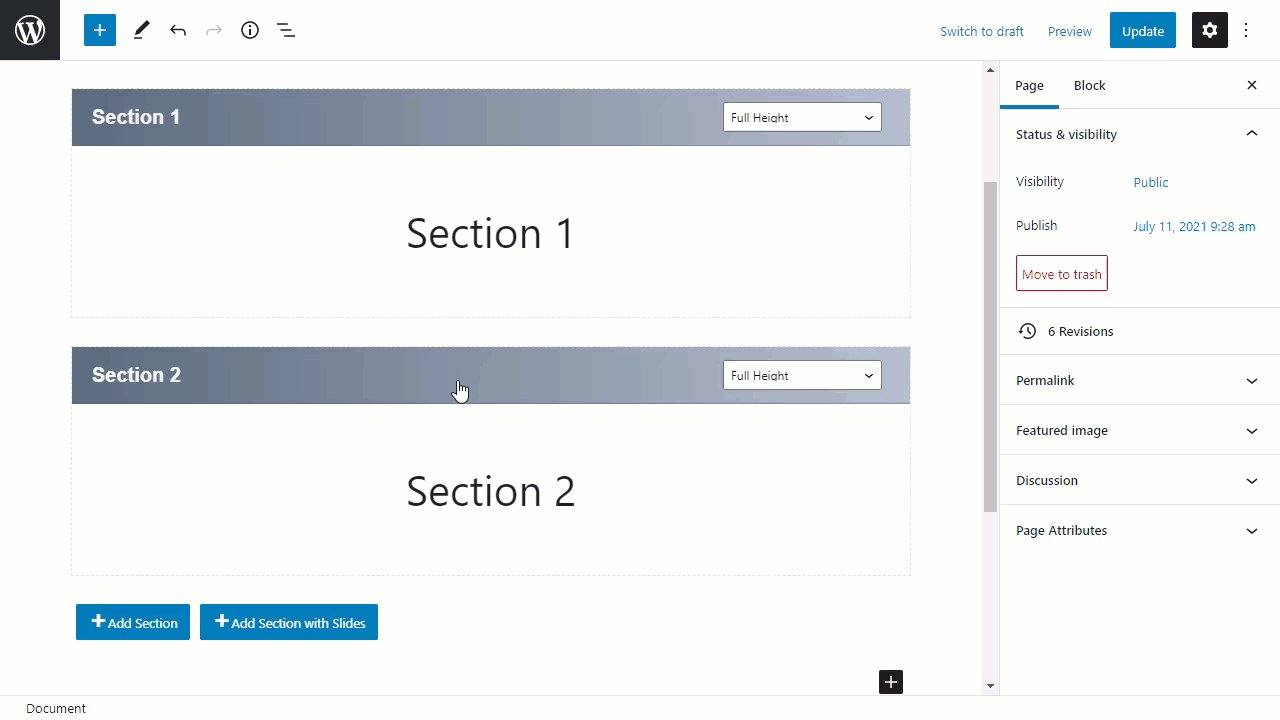 Switch to draft
Preview
Update
Section 1
Full Height
Section 1
Section 2
Full Height
Section 2
Add Section
Add Section with Slides
Page
Block
Status & visibility
Visibility
Public
Publish
July 11, 2021 9:28 am
Move to trash
6 Revisions
Permalink
Featured image
Discussion
Page Attributes
Document